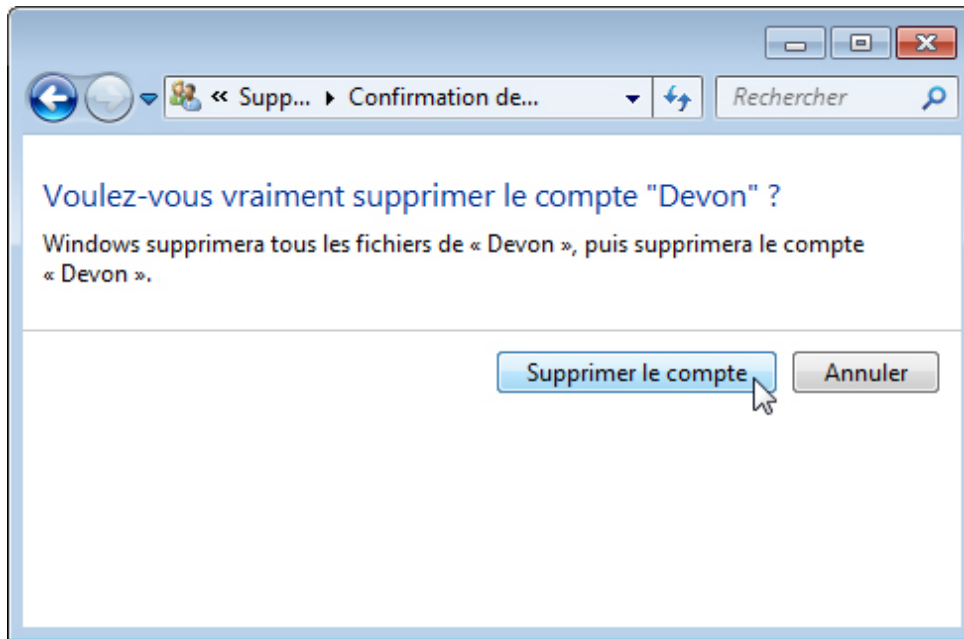 « Supp... Confirmation de... Rechercher
Voulez-vous vraiment supprimer le compte "Devon" ?
Windows supprimera tous les fichiers de « Devon », puis supprimera le compte
« Devon ».
Supprimer le compte Annuler